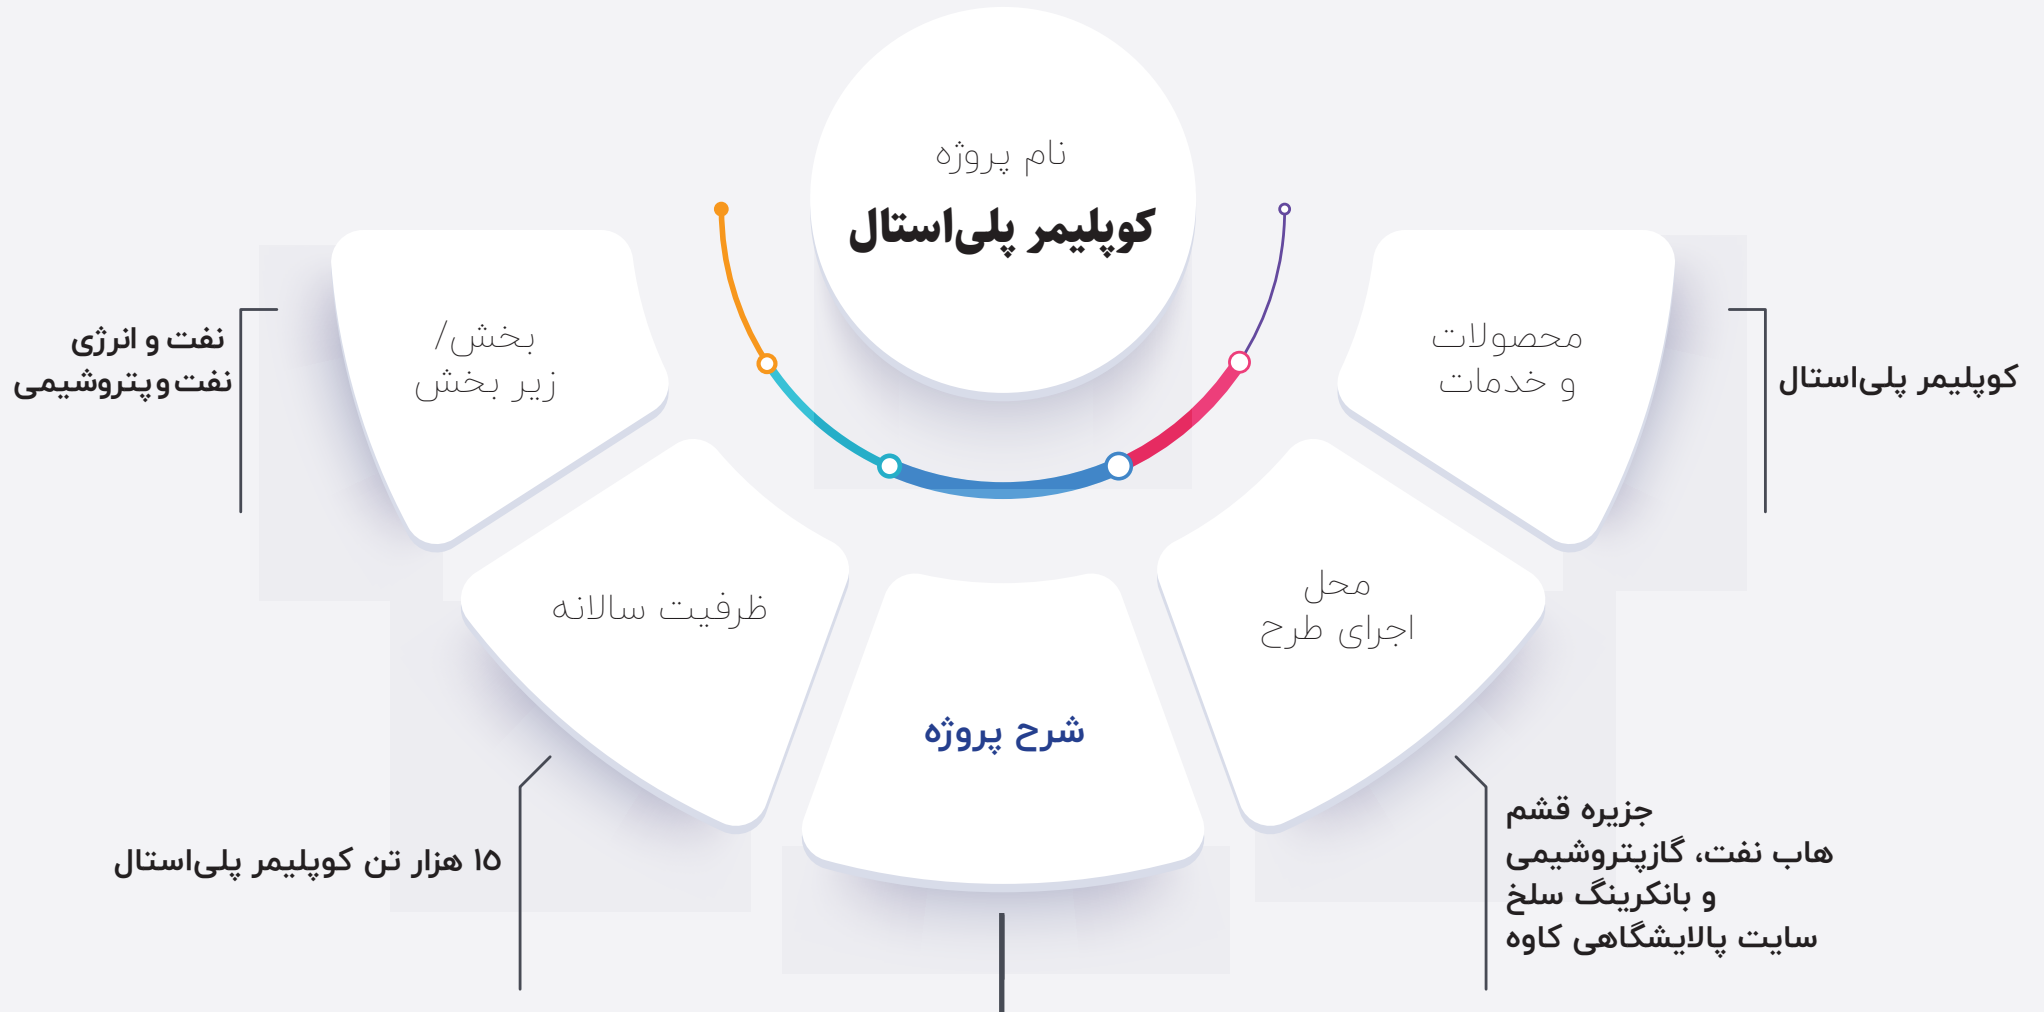 نام پروژه
کوپلیمر پلی‌استال
محصولات
و خدمات
کوپلیمر پلی‌استال
محل
اجرای طرح
جزیره قشم
هاب نفت، گازپتروشیمی
و بانکرینگ سلخ
سایت پالایشگاهی کاوه
شرح پروژه
ظرفیت سالانه
۱۵ هزار تن کوپلیمر پلی‌استال
بخش/
زیر بخش
نفت و انرژی
نفت و پتروشیمی